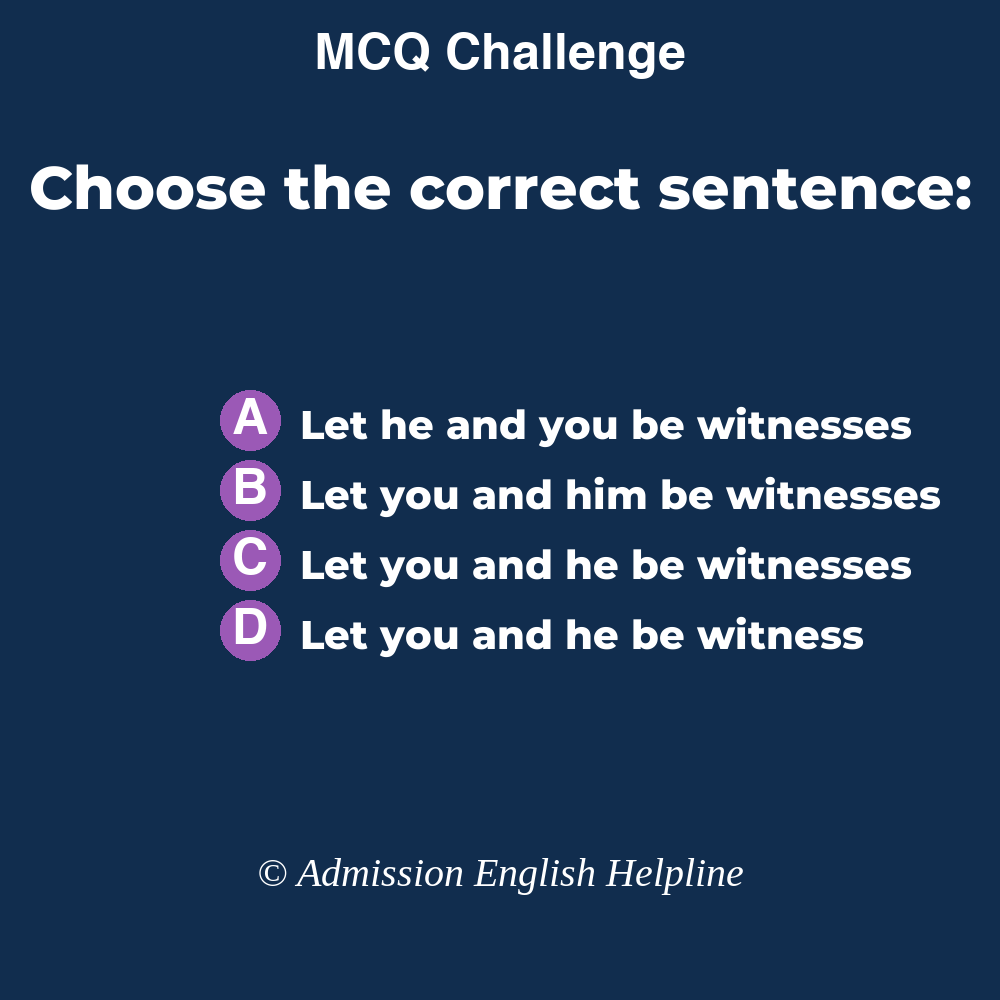 MCQ Challenge
Choose the correct sentence:
A Let he and you be witnesses
B Let you and him be witnesses
C Let you and he be witnesses
D Let you and he be witness
© Admission English Helpline